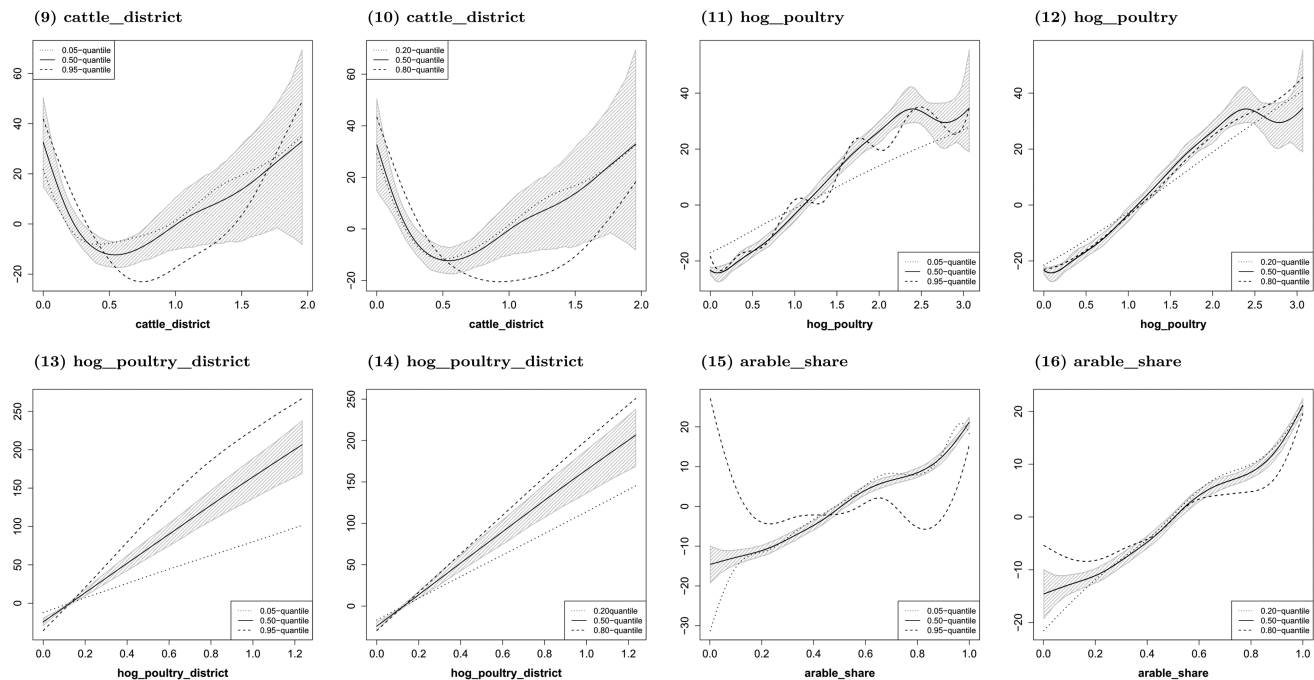 (9) cattle_district
0.05-quantile
0.50-quantile
0.95-quantile
60
40
20
0
-20
0.0 0.5 1.0 1.5 2.0
cattle_district
(10) cattle_district
0.20-quantile
0.50-quantile
0.80-quantile
60
40
20
0
-20
0.0 0.5 1.0 1.5 2.0
cattle_district
(11) hog_poultry
40
20
0
-20
0.05-quantile
0.50-quantile
0.95-quantile
0.0 0.5 1.0 1.5 2.0 2.5 3.0
hog_poultry
(12) hog_poultry
40
20
0
-20
0.20-quantile
0.50-quantile
0.80-quantile
0.0 0.5 1.0 1.5 2.0 2.5 3.0
hog_poultry
(13) hog_poultry_district
250
200
150
100
50
0
0.05-quantile
0.50-quantile
0.95-quantile
0.0 0.2 0.4 0.6 0.8 1.0 1.2
hog_poultry_district
(14) hog_poultry_district
250
200
150
100
50
0
0.20quantile
0.50-quantile
0.80-quantile
0.0 0.2 0.4 0.6 0.8 1.0 1.2
hog_poultry_district
(15) arable_share
20
10
0
-10
-20
-30
0.05-quantile
0.50-quantile
0.95-quantile
0.0 0.2 0.4 0.6 0.8 1.0
arable_share
(16) arable_share
20
10
0
-10
-20
0.20-quantile
0.50-quantile
0.80-quantile
0.0 0.2 0.4 0.6 0.8 1.0
arable_share